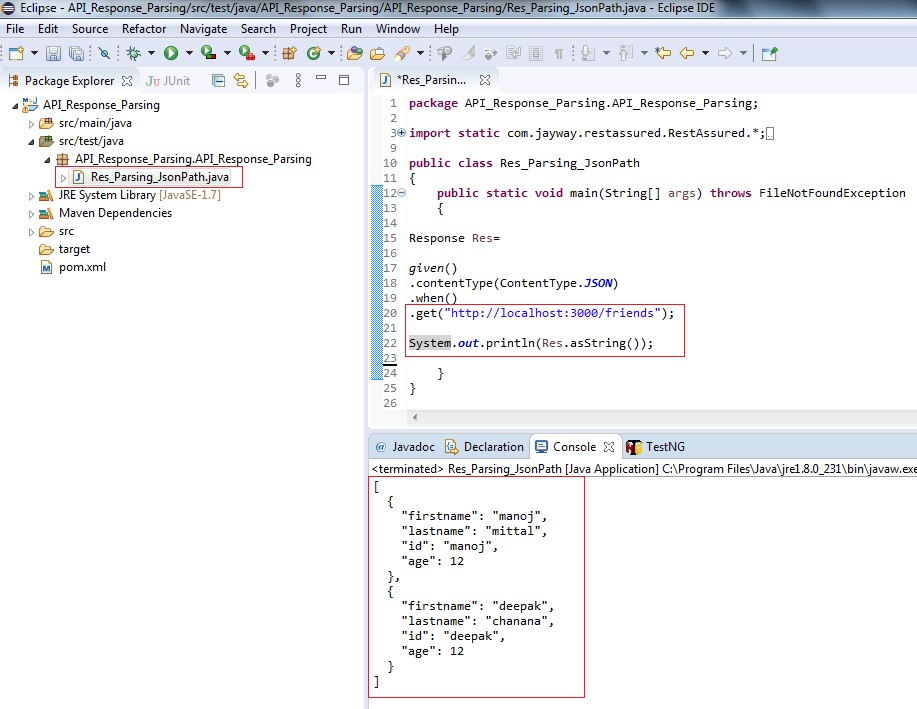 Eclipse - API_Response_Parsing/src/test/java/API_Response_Parsing/API_Response_Parsing/Res_Parsing_JsonPath.java - Eclipse IDE
File Edit Source Refactor Navigate Search Project Run Window Help
Package Explorer JUnit
API_Response_Parsing
src/main/java
src/test/java
API_Response_Parsing.API_Response_Parsing
Res_Parsing_JsonPath.java
JRE System Library [JavaSE-1.7]
Maven Dependencies
src
target
pom.xml
*Res_Parsin...
1 package API_Response_Parsing.API_Response_Parsing;
2
3 import static com.jayway.restassured.RestAssured.*;
9
10 public class Res_Parsing_JsonPath
11 {
12 public static void main(String[] args) throws FileNotFoundException
13 {
14
15 Response Res=
16
17 given()
18 .contentType(ContentType.JSON)
19 .when()
20 .get("http://localhost:3000/friends");
21
22 System.out.println(Res.asString());
23
24 }
25 }
26
@ Javadoc Declaration Console TestNG
<terminated> Res_Parsing_JsonPath [Java Application] C:\Program Files\Java\jre1.8.0_231\bin\javaw.exe
[
{
"firstname": "manoj",
"lastname": "mittal",
"id": "manoj",
"age": 12
},
{
"firstname": "deepak",
"lastname": "chanana",
"id": "deepak",
"age": 12
}
]